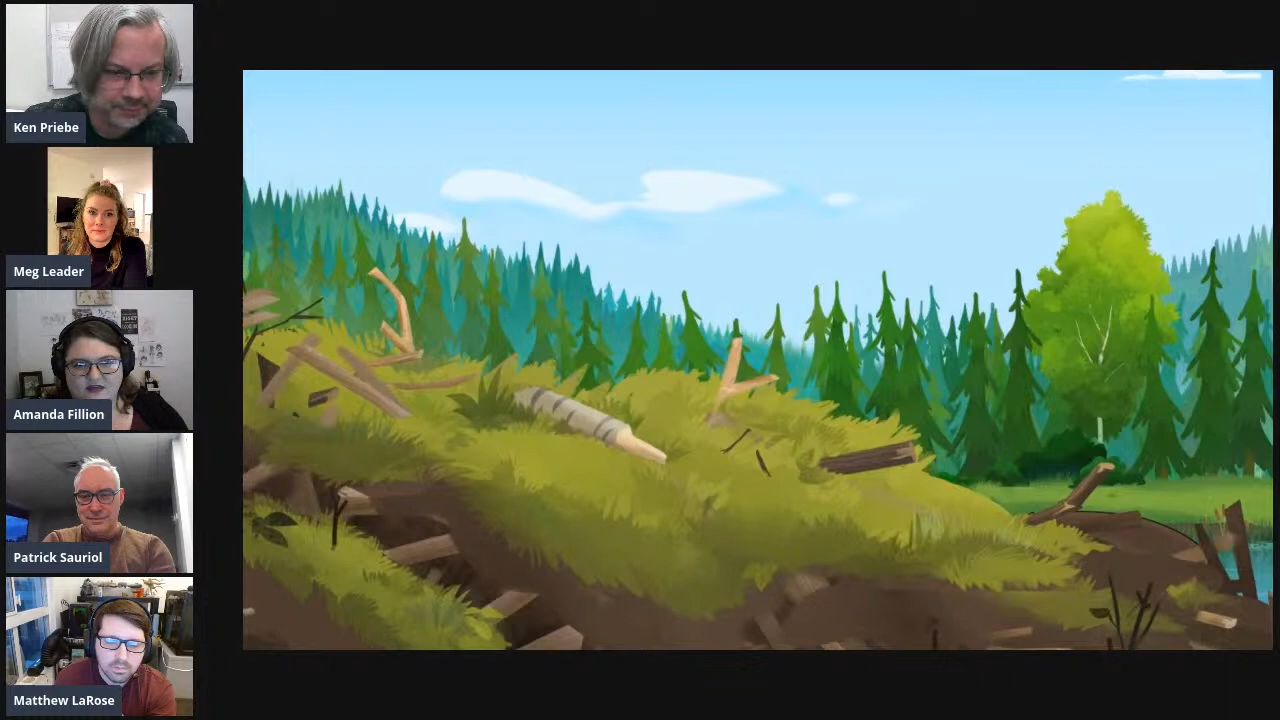 Ken Priebe
Meg Leader
Amanda Fillion
Patrick Sauriol
Matthew LaRose